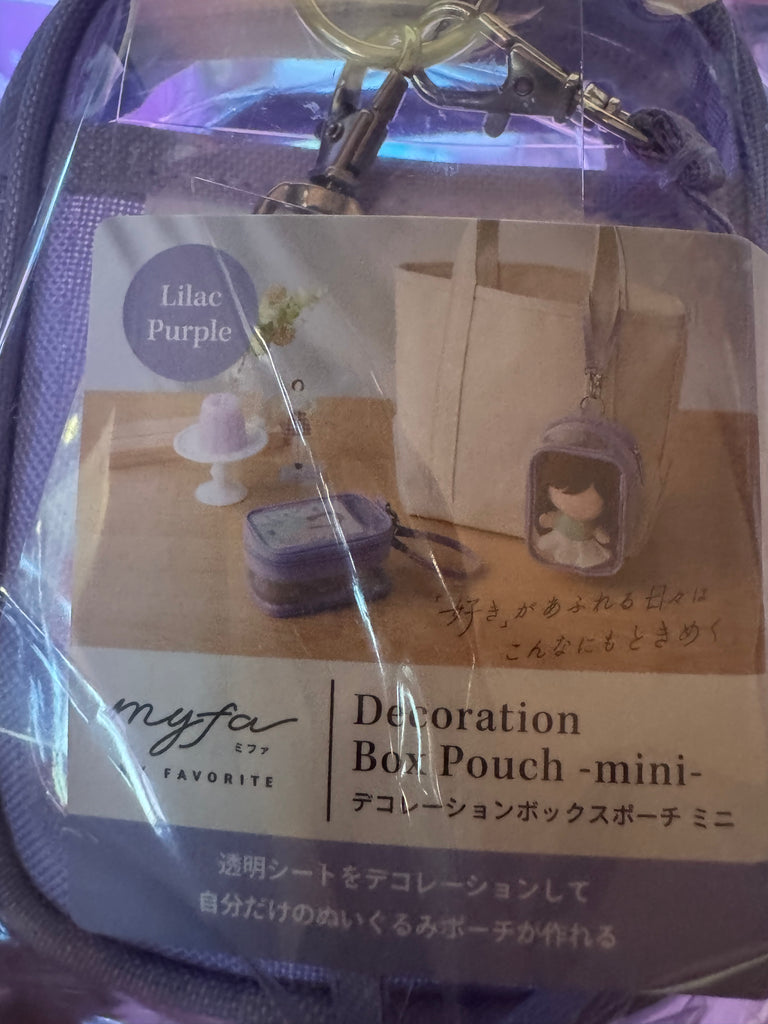 Lilac
Purple
「好き」があふれる日々は
こんなにもときめく
myfa
ミファ
MY FAVORITE
Decoration
Box Pouch -mini-
デコレーションボックスポーチ ミニ
透明シートをデコレーションして
自分だけのぬいぐるみポーチが作れる